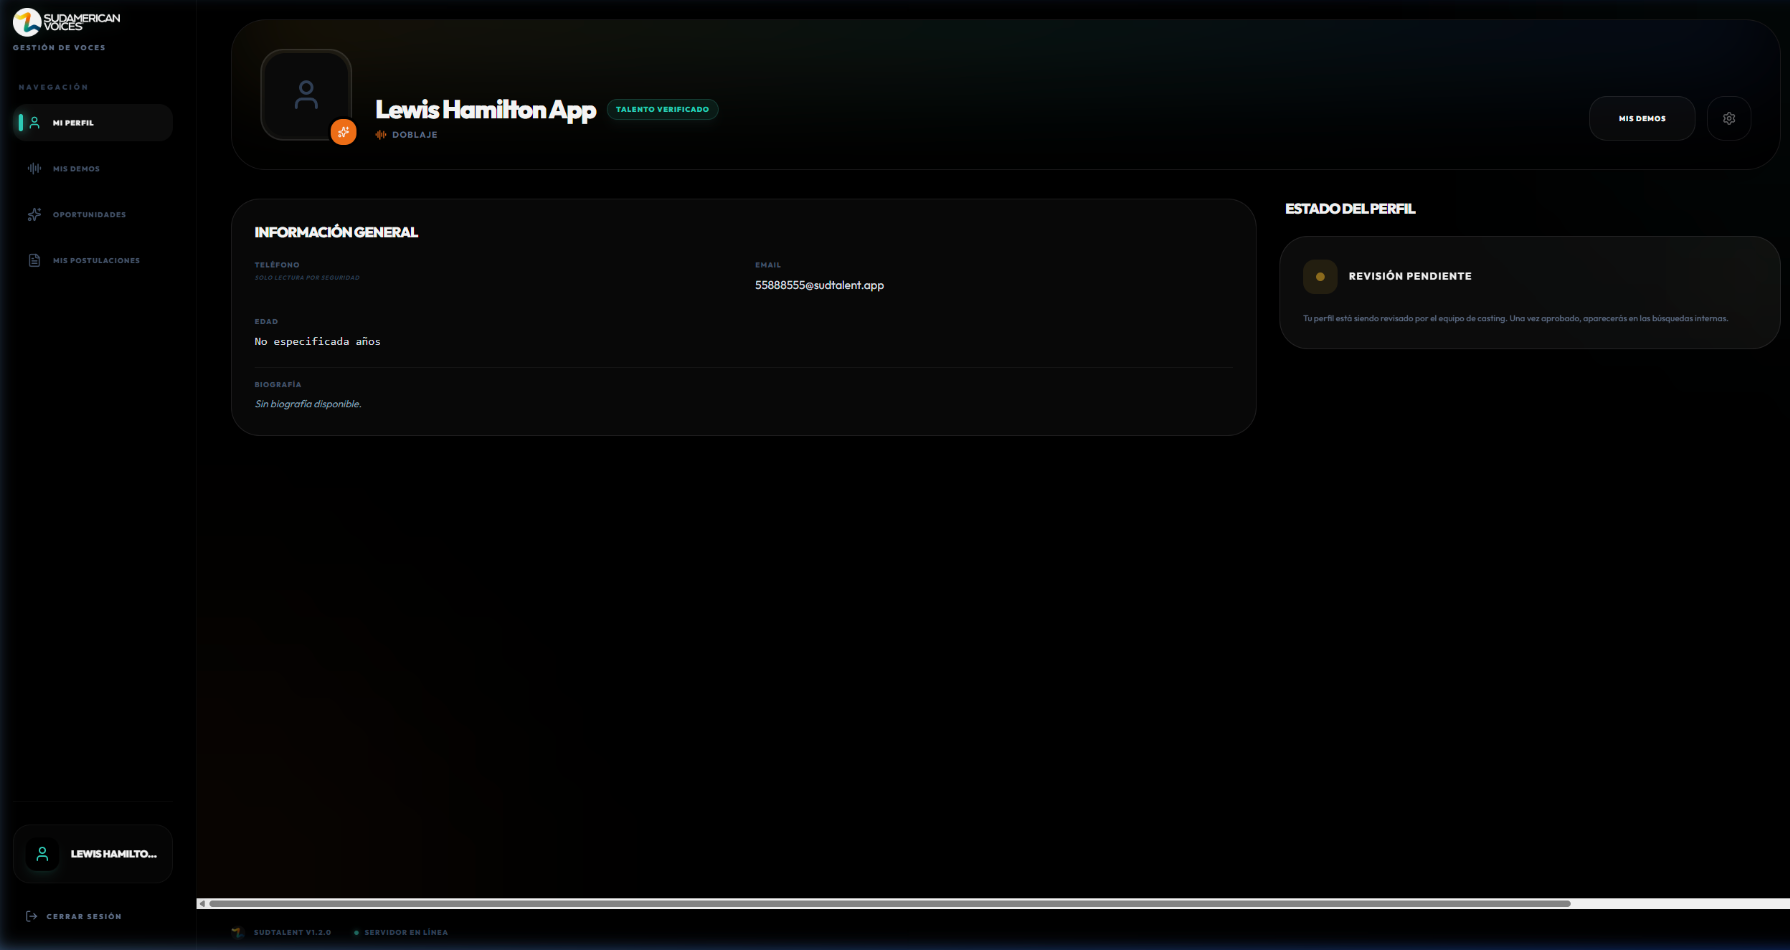 SUDAMERICAN
VOICES
GESTIÓN DE VOCES
NAVEGACIÓN
MI PERFIL
MIS DEMOS
OPORTUNIDADES
MIS POSTULACIONES
LEWIS HAMILTO...
CERRAR SESIÓN
Lewis Hamilton App
TALENTO VERIFICADO
DOBLAJE
MIS DEMOS
INFORMACIÓN GENERAL
TELÉFONO
SOLO LECTURA POR SEGURIDAD
EMAIL
55888555@sudtalent.app
EDAD
No especificada años
BIOGRAFÍA
Sin biografía disponible.
ESTADO DEL PERFIL
REVISIÓN PENDIENTE
Tu perfil está siendo revisado por el equipo de casting. Una vez aprobado, aparecerás en las búsquedas internas.
SUDTALENT V1.2.0
SERVIDOR EN LÍNEA